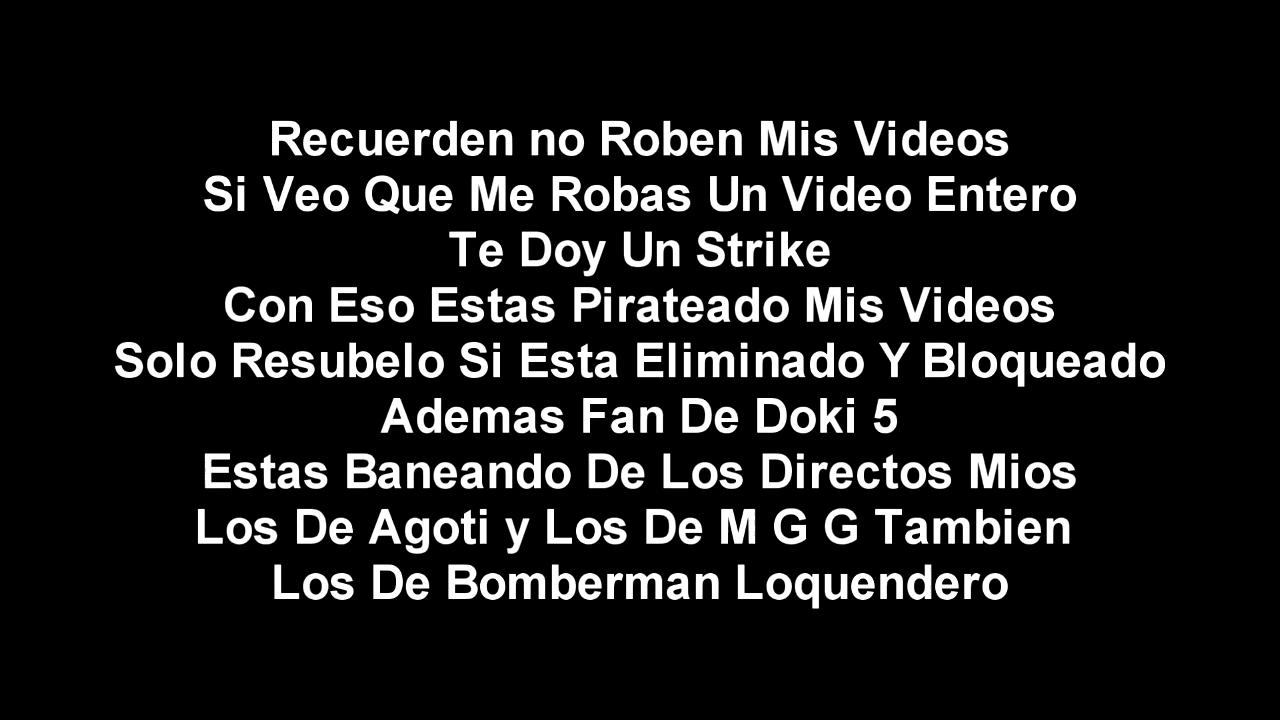 Recuerden no Roben Mis Videos
Si Veo Que Me Robas Un Video Entero
Te Doy Un Strike
Con Eso Estas Pirateado Mis Videos
Solo Resubelo Si Esta Eliminado Y Bloqueado
Ademas Fan De Doki 5
Estas Baneando De Los Directos Mios
Los De Agoti y Los De M G G Tambien
Los De Bomberman Loquendero